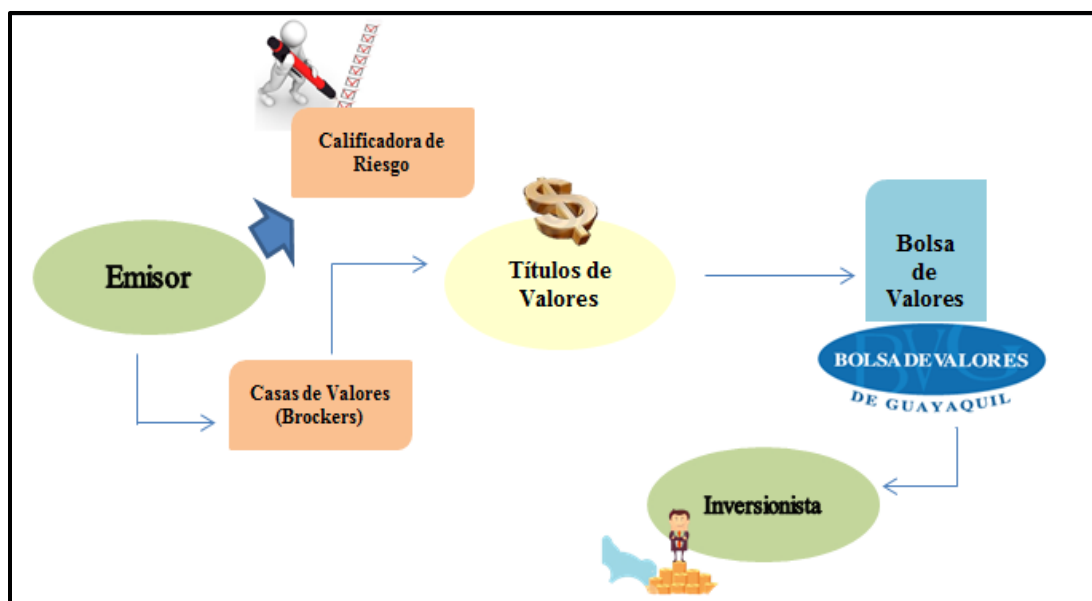 Calificadora de
Riesgo
Emisor
Títulos de
Valores
Bolsa
de
Valores
Casas de Valores
(Brockers)
BVG
BOLSA DE VALORES
DE GUAYAQUIL
Inversionista